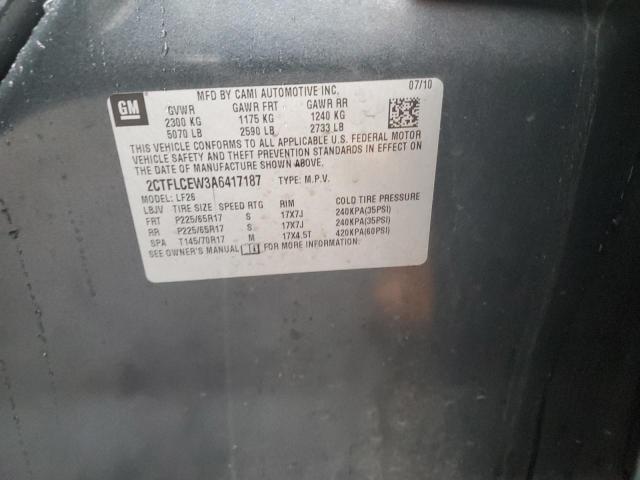 GM
MFD BY CAMI AUTOMOTIVE INC.
07/10
GVWR GAWR FRT GAWR RR
2300 KG 1175 KG 1240 KG
5070 LB 2590 LB 2733 LB
THIS VEHICLE CONFORMS TO ALL APPLICABLE U.S. FEDERAL MOTOR
VEHICLE SAFETY AND THEFT PREVENTION STANDARDS IN EFFECT ON
THE DATE OF MANUFACTURE SHOWN ABOVE.
2CTFLCEW3A6417187 TYPE: M.P.V.
MODEL: LF26
LBJV TIRE SIZE SPEED RTG RIM COLD TIRE PRESSURE
FRT P225/65R17 S 17X7J 240KPA(35PSI)
RR P225/65R17 S 17X7J 240KPA(35PSI)
SPA T145/70R17 M 17X4.5T 420KPA(60PSI)
SEE OWNER'S MANUAL FOR MORE INFORMATION.